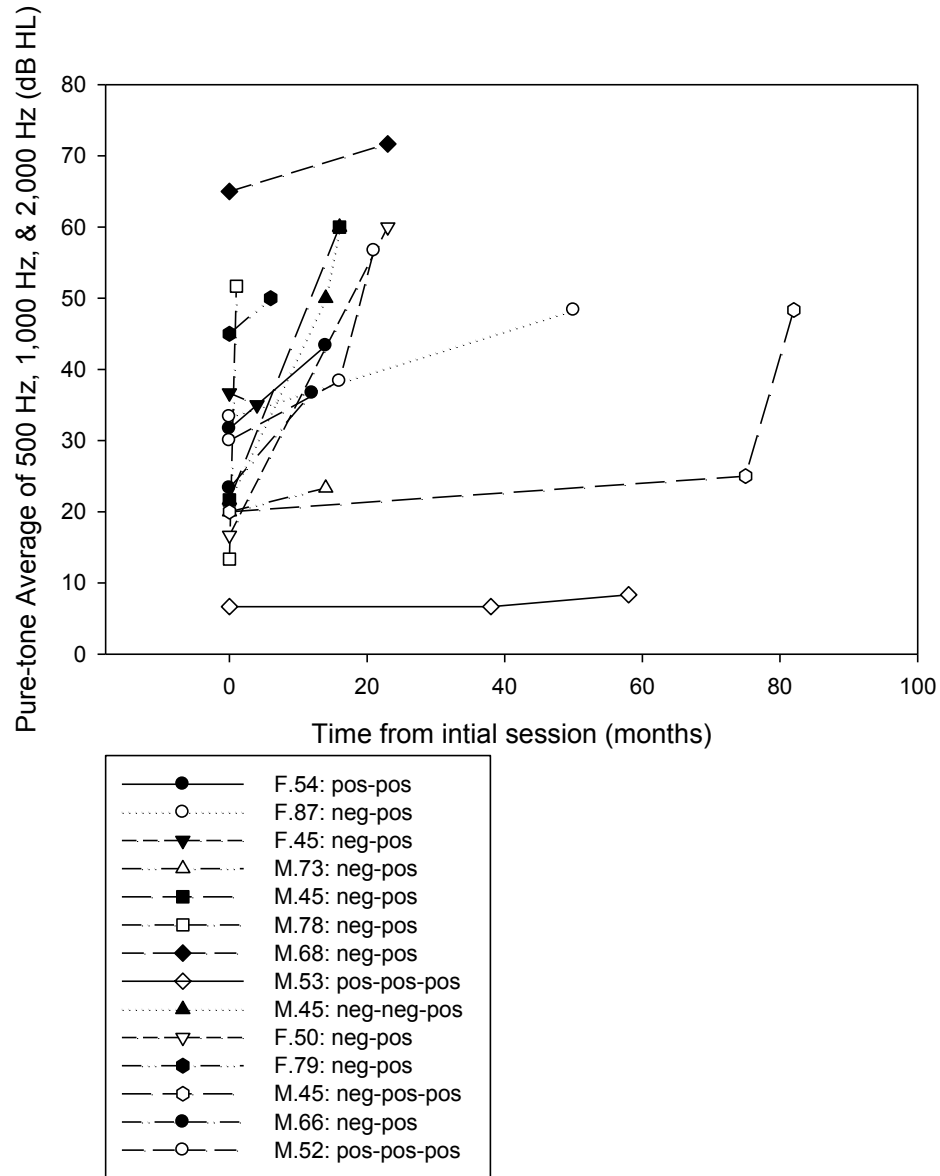 Pure-tone Average of 500 Hz, 1,000 Hz, & 2,000 Hz (dB HL)
80
70
60
50
40
30
20
10
0
0
20
40
60
80
100
Time from intial session (months)
F.54: pos-pos
F.87: neg-pos
F.45: neg-pos
M.73: neg-pos
M.45: neg-pos
M.78: neg-pos
M.68: neg-pos
M.53: pos-pos-pos
M.45: neg-neg-pos
F.50: neg-pos
F.79: neg-pos
M.45: neg-pos-pos
M.66: neg-pos
M.52: pos-pos-pos